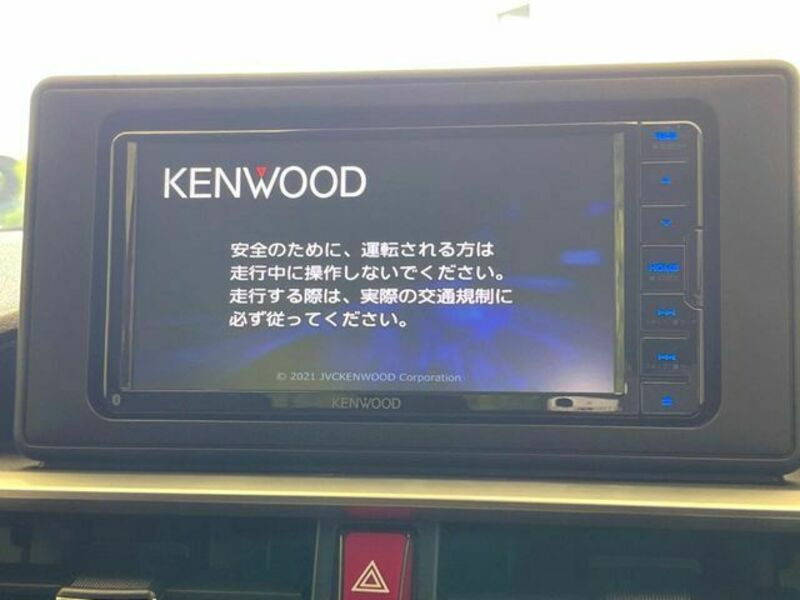 KENWOOD
安全のために、運転される方は
走行中に操作しないでください。
走行する際は、実際の交通規制に
必ず従ってください。
© 2021 JVCKENWOOD Corporation
KENWOOD
HOME